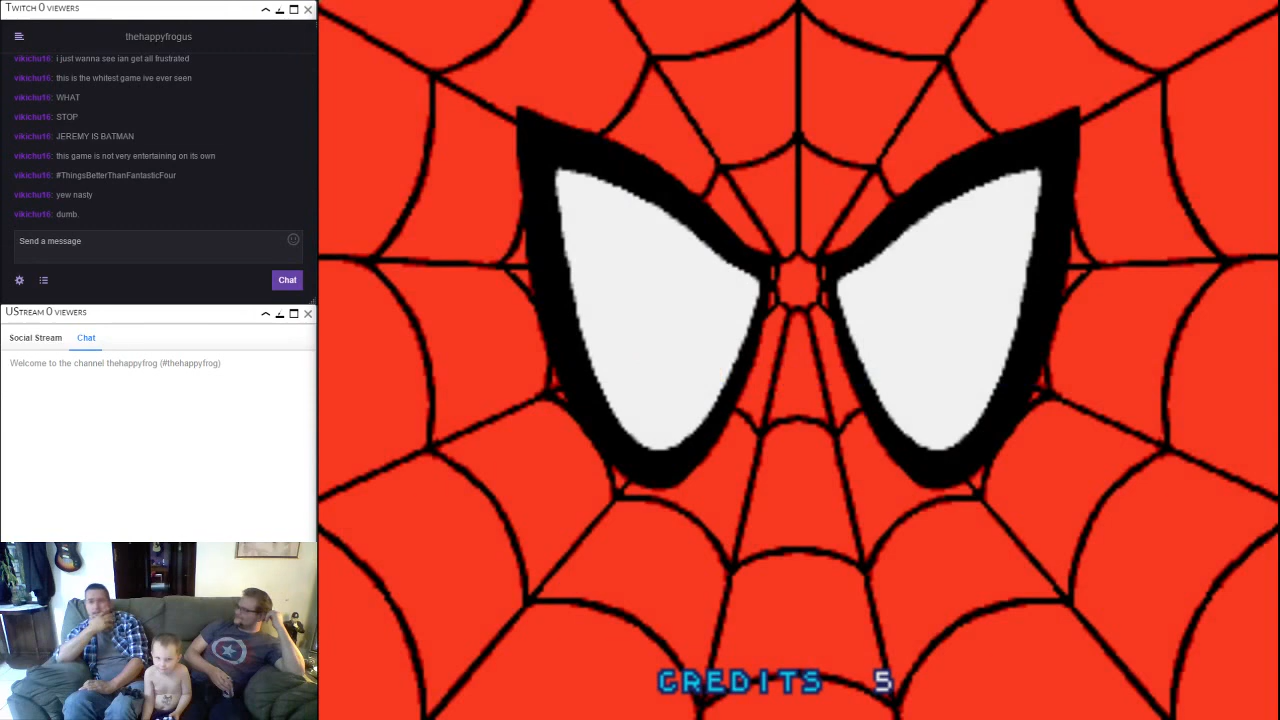 Twitch 0 viewers
thehappyfrogus
vikichu16: i just wanna see ian get all frustrated
vikichu16: this is the whitest game ive ever seen
vikichu16: WHAT
vikichu16: STOP
vikichu16: JEREMY IS BATMAN
vikichu16: this game is not very entertaining on its own
vikichu16: #ThingsBetterThanFantasticFour
vikichu16: yew nasty
vikichu16: dumb.
Send a message
Chat
UStream 0 viewers
Social Stream Chat
Welcome to the channel thehappyfrog (#thehappyfrog)
CREDITS 5